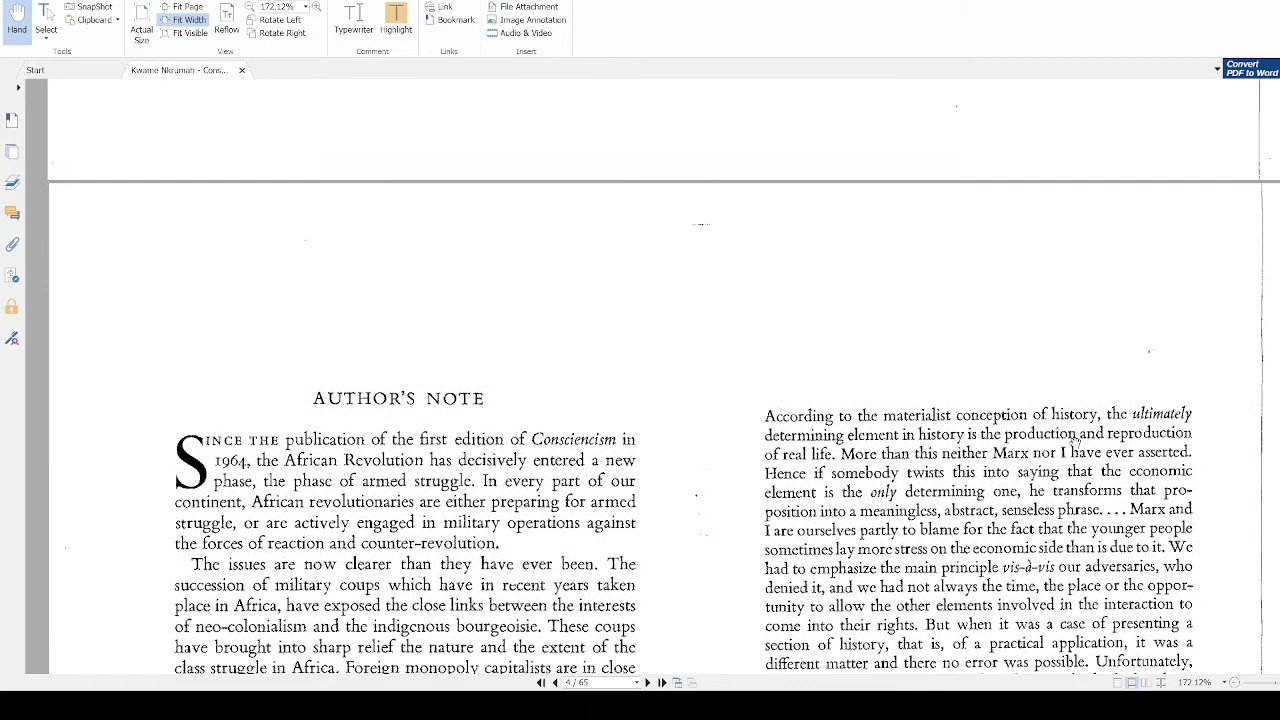 SnapShot
Clipboard
Hand
Select
Tools
Actual Size
Fit Page
Fit Width
Fit Visible
172.12%
Reflow
Rotate Left
Rotate Right
View
Typewriter
Highlight
Comment
Link
Bookmark
Links
File Attachment
Image Annotation
Audio & Video
Insert
Start
Kwame Nkrumah - Cons...
Convert
PDF to Word
AUTHOR'S NOTE
SINCE THE publication of the first edition of Consciencism in
1964, the African Revolution has decisively entered a new
phase, the phase of armed struggle. In every part of our
continent, African revolutionaries are either preparing for armed
struggle, or are actively engaged in military operations against
the forces of reaction and counter-revolution.
The issues are now clearer than they have ever been. The
succession of military coups which have in recent years taken
place in Africa, have exposed the close links between the interests
of neo-colonialism and the indigenous bourgeoisie. These coups
have brought into sharp relief the nature and the extent of the
class struggle in Africa. Foreign monopoly capitalists are in close
According to the materialist conception of history, the ultimately
determining element in history is the production and reproduction
of real life. More than this neither Marx nor I have ever asserted.
Hence if somebody twists this into saying that the economic
element is the only determining one, he transforms that pro-
position into a meaningless, abstract, senseless phrase. . . . Marx and
I are ourselves partly to blame for the fact that the younger people
sometimes lay more stress on the economic side than is due to it. We
had to emphasize the main principle vis-à-vis our adversaries, who
denied it, and we had not always the time, the place or the oppor-
tunity to allow the other elements involved in the interaction to
come into their rights. But when it was a case of presenting a
section of history, that is, of a practical application, it was a
different matter and there no error was possible. Unfortunately,
4 / 65
172.12%